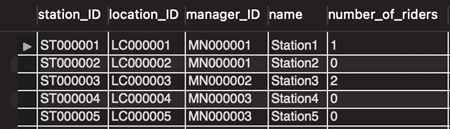 station_ID location_ID manager_ID name number_of_riders
ST000001 LC000001 MN000001 Station1 1
ST000002 LC000002 MN000001 Station2 0
ST000003 LC000003 MN000002 Station3 2
ST000004 LC000004 MN000003 Station4 0
ST000005 LC000005 MN000003 Station5 0